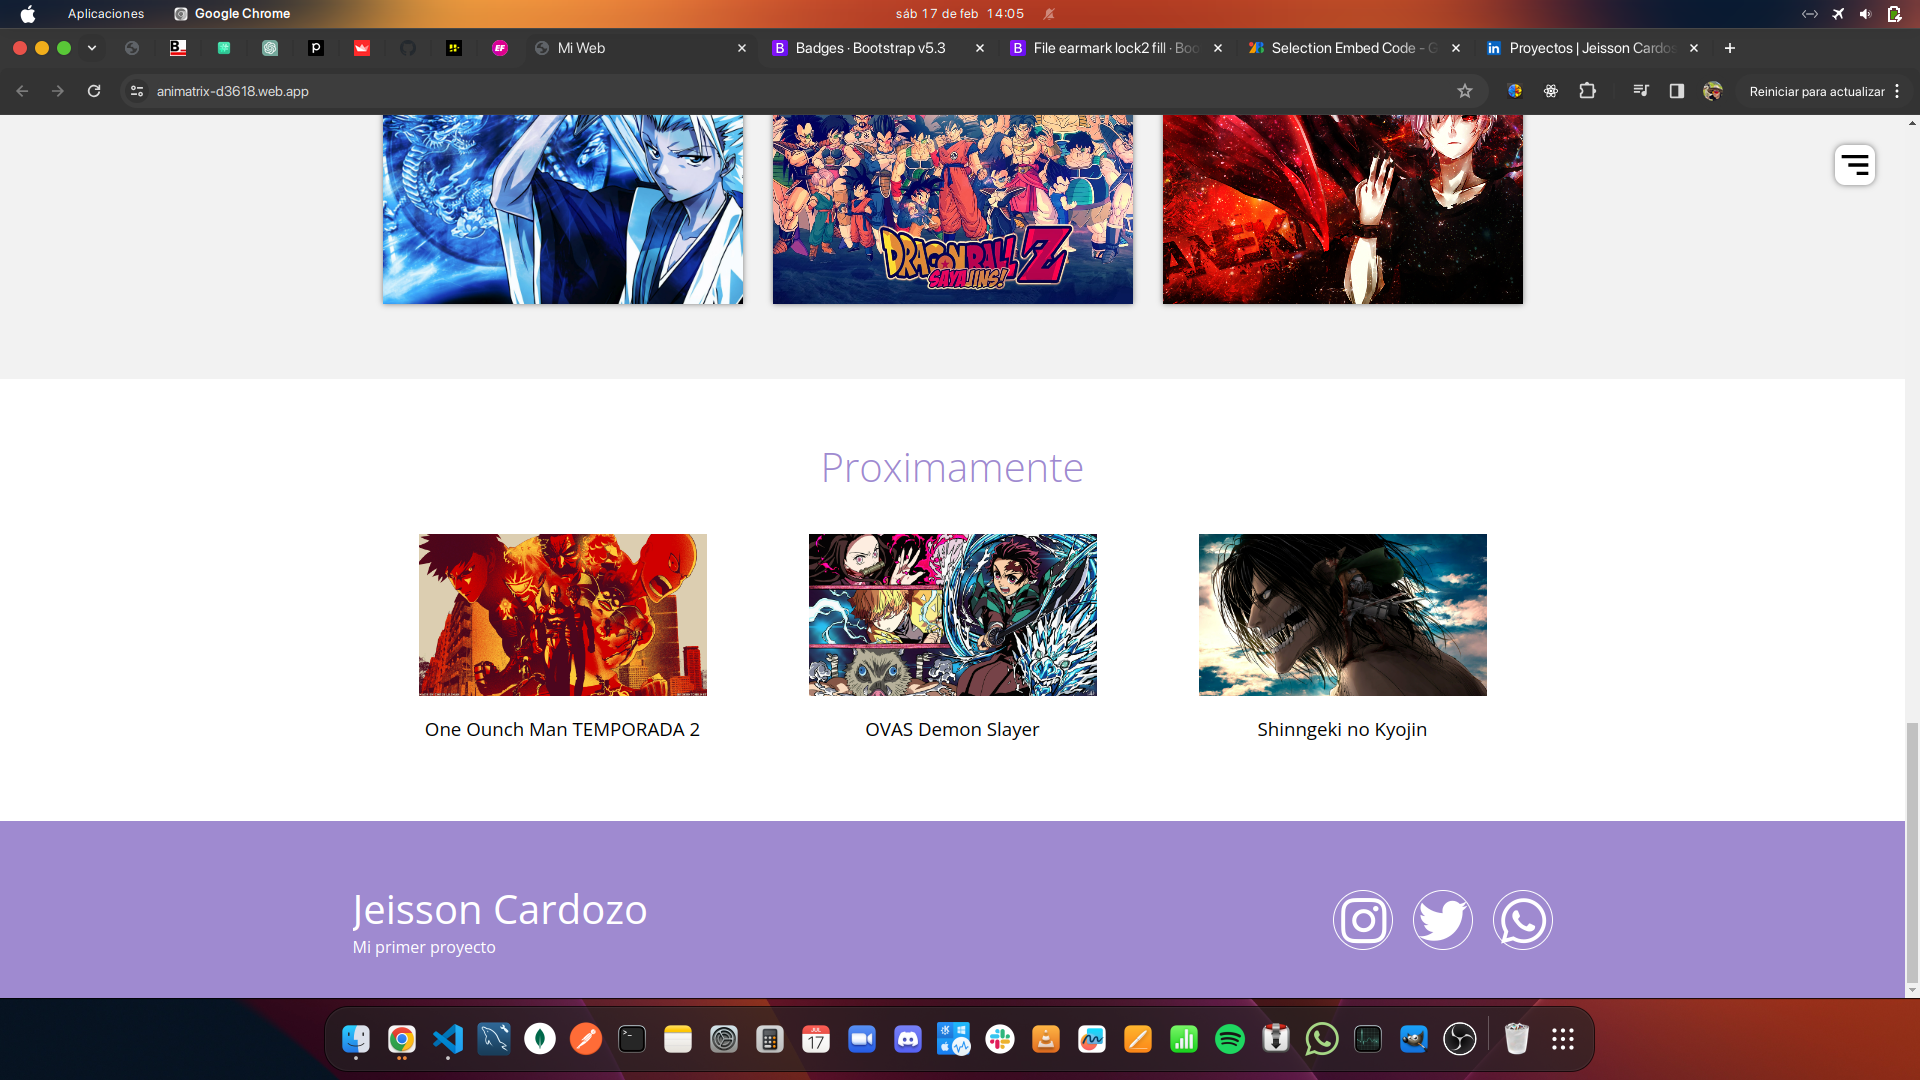 Aplicaciones Google Chrome sáb 17 de feb 14:05
Mi Web Badges · Bootstrap v5.3 File earmark lock2 fill · Boo Selection Embed Code - G Proyectos | Jeisson Cardos
animatrix-d3618.web.app Reiniciar para actualizar
DRAGON BALL Z
SAYAJINS!
Proximamente
One Ounch Man TEMPORADA 2 OVAS Demon Slayer Shinngeki no Kyojin
Jeisson Cardozo
Mi primer proyecto
JUL
17